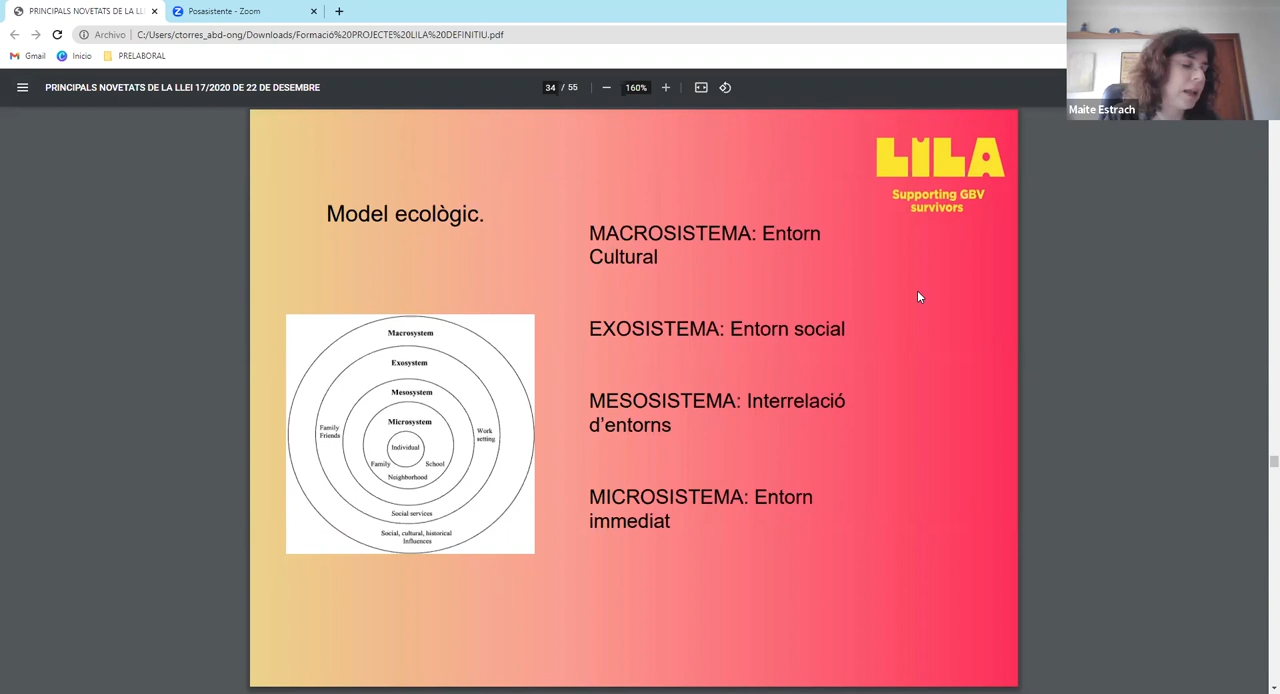 PRINCIPALS NOVETATS DE LA LL
Posasistente - Zoom
Archivo
C:/Users/ctorres_abd-ong/Downloads/Formació%20PROJECTE%20LILA%20DEFINITIU.pdf
Gmail
Inicio
PRELABORAL
PRINCIPALS NOVETATS DE LA LLEI 17/2020 DE 22 DE DESEMBRE
34 / 55
160%
Maite Estrach
LILA
Supporting GBV
survivors
Model ecològic.
MACROSISTEMA: Entorn
Cultural
EXOSISTEMA: Entorn social
MESOSISTEMA: Interrelació
d’entorns
MICROSISTEMA: Entorn
immediat
Macrosystem
Exosystem
Mesosystem
Microsystem
Individual
Family
Friends
Work
setting
Family
School
Neighborhood
Social services
Social, cultural, historical
Influences